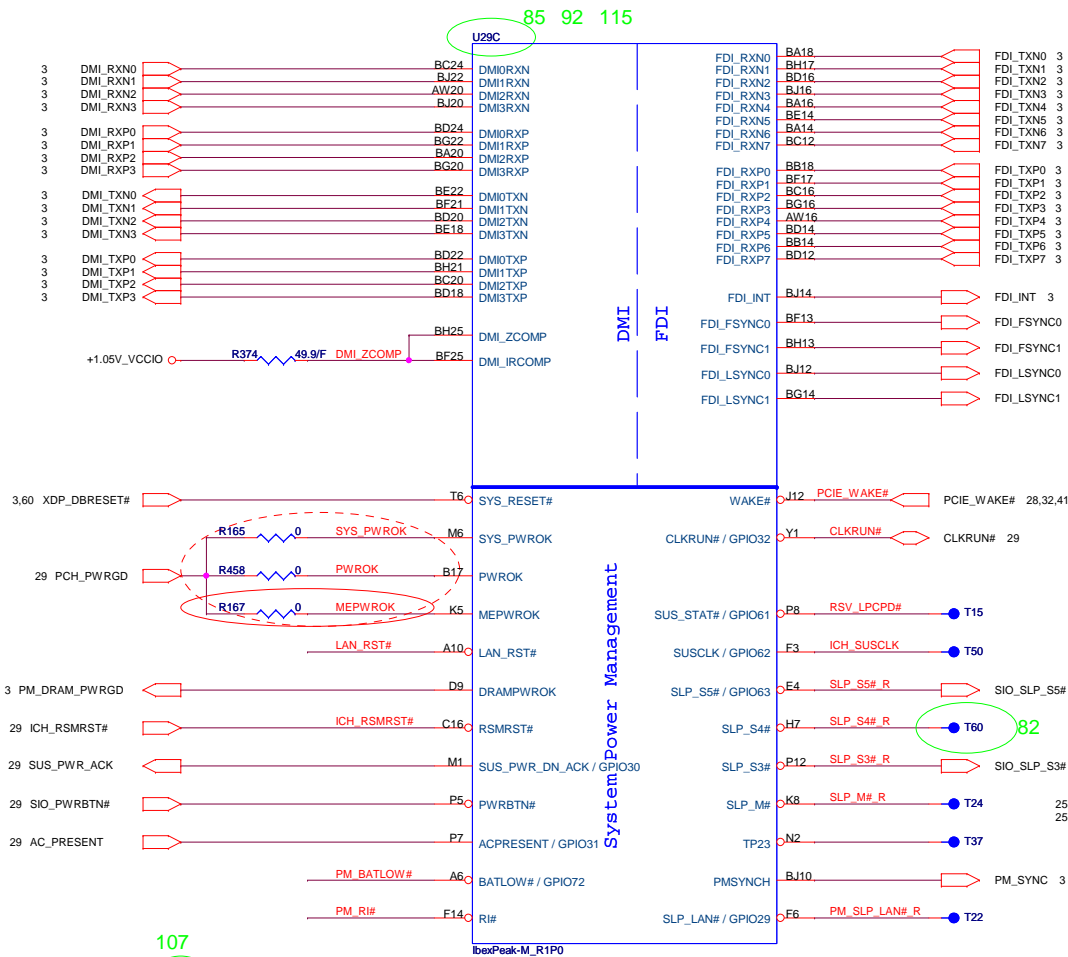 85 92 115
U29C
3 DMI_RXN0 BC24 DMI0RXN FDI_RXN0 BA18 FDI_TXN0 3
3 DMI_RXN1 BJ22 DMI1RXN FDI_RXN1 BH17 FDI_TXN1 3
3 DMI_RXN2 AW20 DMI2RXN FDI_RXN2 BD16 FDI_TXN2 3
3 DMI_RXN3 BJ20 DMI3RXN FDI_RXN3 BJ16 FDI_TXN3 3
FDI_RXN4 BA16 FDI_TXN4 3
FDI_RXN5 BE14 FDI_TXN5 3
3 DMI_RXP0 BD24 DMI0RXP FDI_RXN6 BA14 FDI_TXN6 3
3 DMI_RXP1 BG22 DMI1RXP FDI_RXN7 BC12 FDI_TXN7 3
3 DMI_RXP2 BA20 DMI2RXP
3 DMI_RXP3 BG20 DMI3RXP FDI_RXP0 BB18 FDI_TXP0 3
FDI_RXP1 BF17 FDI_TXP1 3
3 DMI_TXN0 BE22 DMI0TXN FDI_RXP2 BC16 FDI_TXP2 3
3 DMI_TXN1 BF21 DMI1TXN FDI_RXP3 BG16 FDI_TXP3 3
3 DMI_TXN2 BD20 DMI2TXN FDI_RXP4 AW16 FDI_TXP4 3
3 DMI_TXN3 BE18 DMI3TXN FDI_RXP5 BD14 FDI_TXP5 3
FDI_RXP6 BB14 FDI_TXP6 3
3 DMI_TXP0 BD22 DMI0TXP FDI_RXP7 BD12 FDI_TXP7 3
3 DMI_TXP1 BH21 DMI1TXP
3 DMI_TXP2 BC20 DMI2TXP
3 DMI_TXP3 BD18 DMI3TXP FDI_INT BJ14 FDI_INT 3
DMI FDI
FDI_FSYNC0 BF13 FDI_FSYNC0
BH25 DMI_ZCOMP
FDI_FSYNC1 BH13 FDI_FSYNC1
+1.05V_VCCIO R374 49.9/F DMI_ZCOMP BF25 DMI_IRCOMP
FDI_LSYNC0 BJ12 FDI_LSYNC0
FDI_LSYNC1 BG14 FDI_LSYNC1
3,60 XDP_DBRESET# T6 SYS_RESET# WAKE# J12 PCIE_WAKE# PCIE_WAKE# 28,32,41
R165 0 SYS_PWROK M6 SYS_PWROK CLKRUN# / GPIO32 Y1 CLKRUN# CLKRUN# 29
29 PCH_PWRGD R458 0 PWROK B17 PWROK
System Power Management
R167 0 MEPWROK K5 MEPWROK SUS_STAT# / GPIO61 P8 RSV_LPCPD# T15
LAN_RST# A10 LAN_RST# SUSCLK / GPIO62 F3 ICH_SUSCLK T50
3 PM_DRAM_PWRGD D9 DRAMPWROK SLP_S5# / GPIO63 E4 SLP_S5#_R SIO_SLP_S5#
29 ICH_RSMRST# ICH_RSMRST# C16 RSMRST# SLP_S4# H7 SLP_S4#_R T60 82
29 SUS_PWR_ACK M1 SUS_PWR_DN_ACK / GPIO30 SLP_S3# P12 SLP_S3#_R SIO_SLP_S3#
29 SIO_PWRBTN# P5 PWRBTN# SLP_M# K8 SLP_M#_R T24 25
25
29 AC_PRESENT P7 ACPRESENT / GPIO31 TP23 N2 T37
PM_BATLOW# A6 BATLOW# / GPIO72 PMSYNCH BJ10 PM_SYNC 3
PM_RI# F14 RI# SLP_LAN# / GPIO29 F6 PM_SLP_LAN#_R T22
107
IbexPeak-M_R1P0